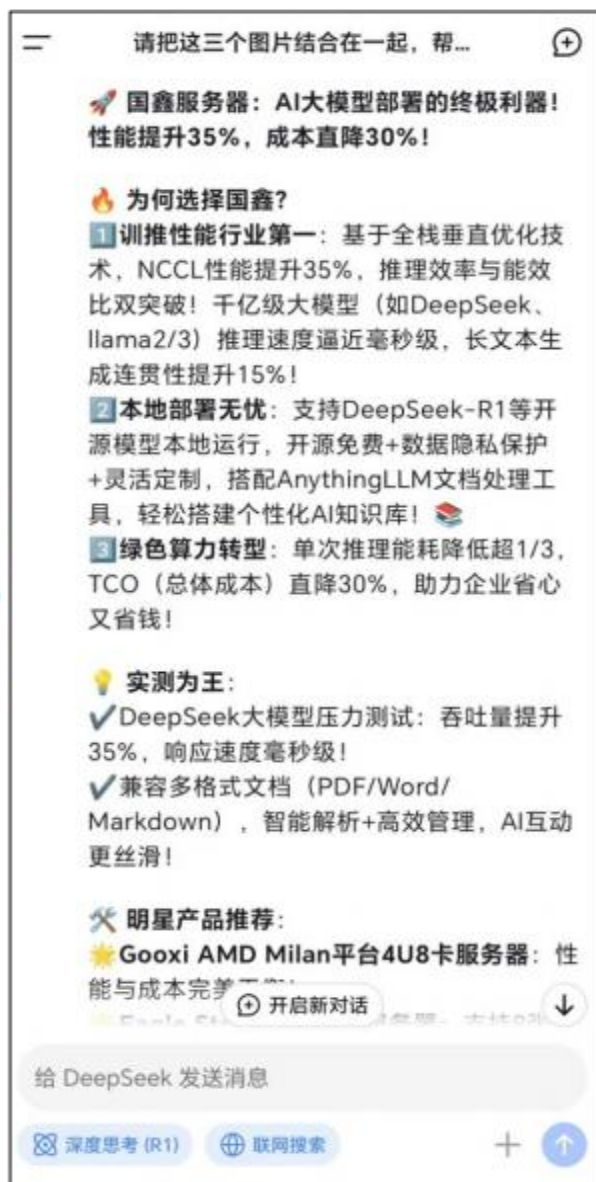 请把这三个图片结合在一起，帮...
🚀 国鑫服务器：AI大模型部署的终极利器！
性能提升35%，成本直降30%！
🔥 为何选择国鑫？
1️⃣训推性能行业第一：基于全栈垂直优化技
术，NCCL性能提升35%，推理效率与能效
比双突破！千亿级大模型（如DeepSeek、
llama2/3）推理速度逼近毫秒级，长文本生
成连贯性提升15%！
2️⃣本地部署无忧：支持DeepSeek-R1等开
源模型本地运行，开源免费+数据隐私保护
+灵活定制，搭配AnythingLLM文档处理工
具，轻松搭建个性化AI知识库！📚
3️⃣绿色算力转型：单次推理能耗降低超1/3，
TCO（总体成本）直降30%，助力企业省心
又省钱！
💡 实测为王：
✔DeepSeek大模型压力测试：吞吐量提升
35%，响应速度毫秒级！
✔兼容多格式文档（PDF/Word/
Markdown），智能解析+高效管理，AI互动
更丝滑！
🛠 明星产品推荐：
🌟Gooxi AMD Milan平台4U8卡服务器：性
能与成本完美
开启新对话
给 DeepSeek 发送消息
深度思考 (R1) 联网搜索